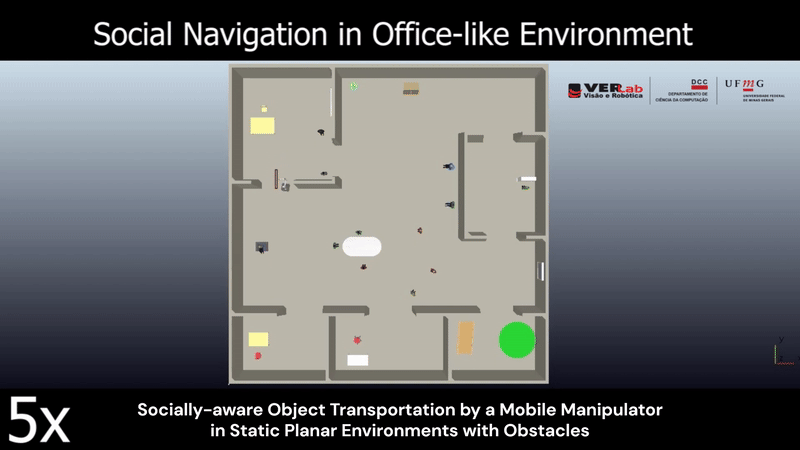 Social Navigation in Office-like Environment
VERLab
Visão e Robótica
DCC
DEPARTAMENTO DE
CIÊNCIA DA COMPUTAÇÃO
UFmG
UNIVERSIDADE FEDERAL
DE MINAS GERAIS
5x
Socially-aware Object Transportation by a Mobile Manipulator
in Static Planar Environments with Obstacles